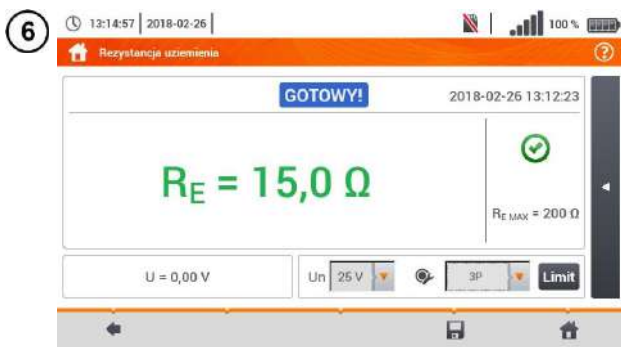 6
13:14:57 2018-02-26 100 %
Rezystancja uziemienia ?
GOTOWY! 2018-02-26 13:12:23
RE = 15,0 Ω
RE MAX = 200 Ω
U = 0,00 V Un 25 V 3P Limit